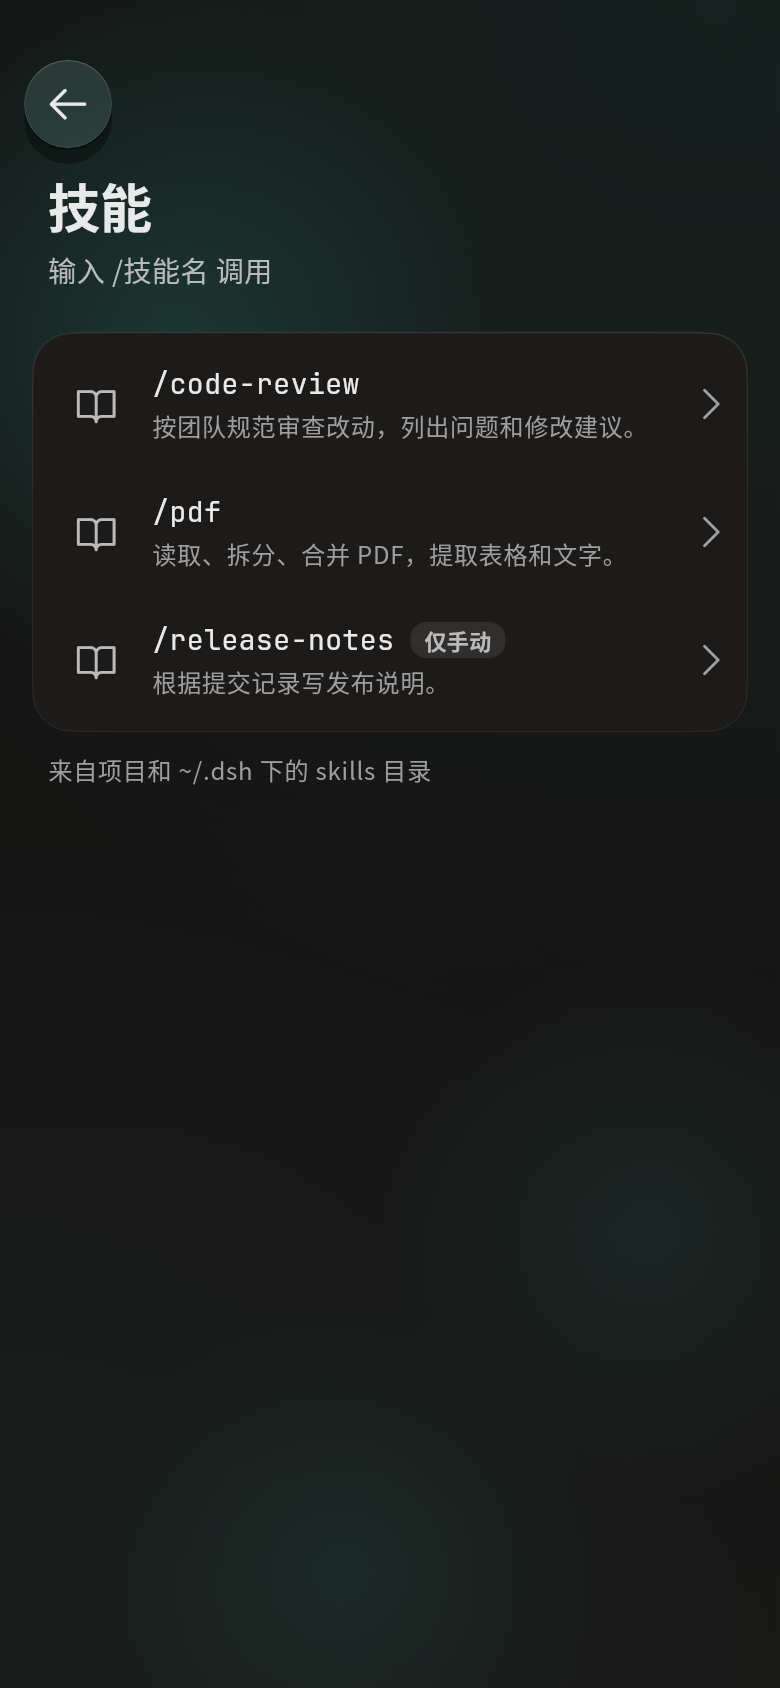 技能
输入 /技能名 调用
/code-review
按团队规范审查改动，列出问题和修改建议。
/pdf
读取、拆分、合并 PDF，提取表格和文字。
/release-notes 仅手动
根据提交记录写发布说明。
来自项目和 ~/.dsh 下的 skills 目录